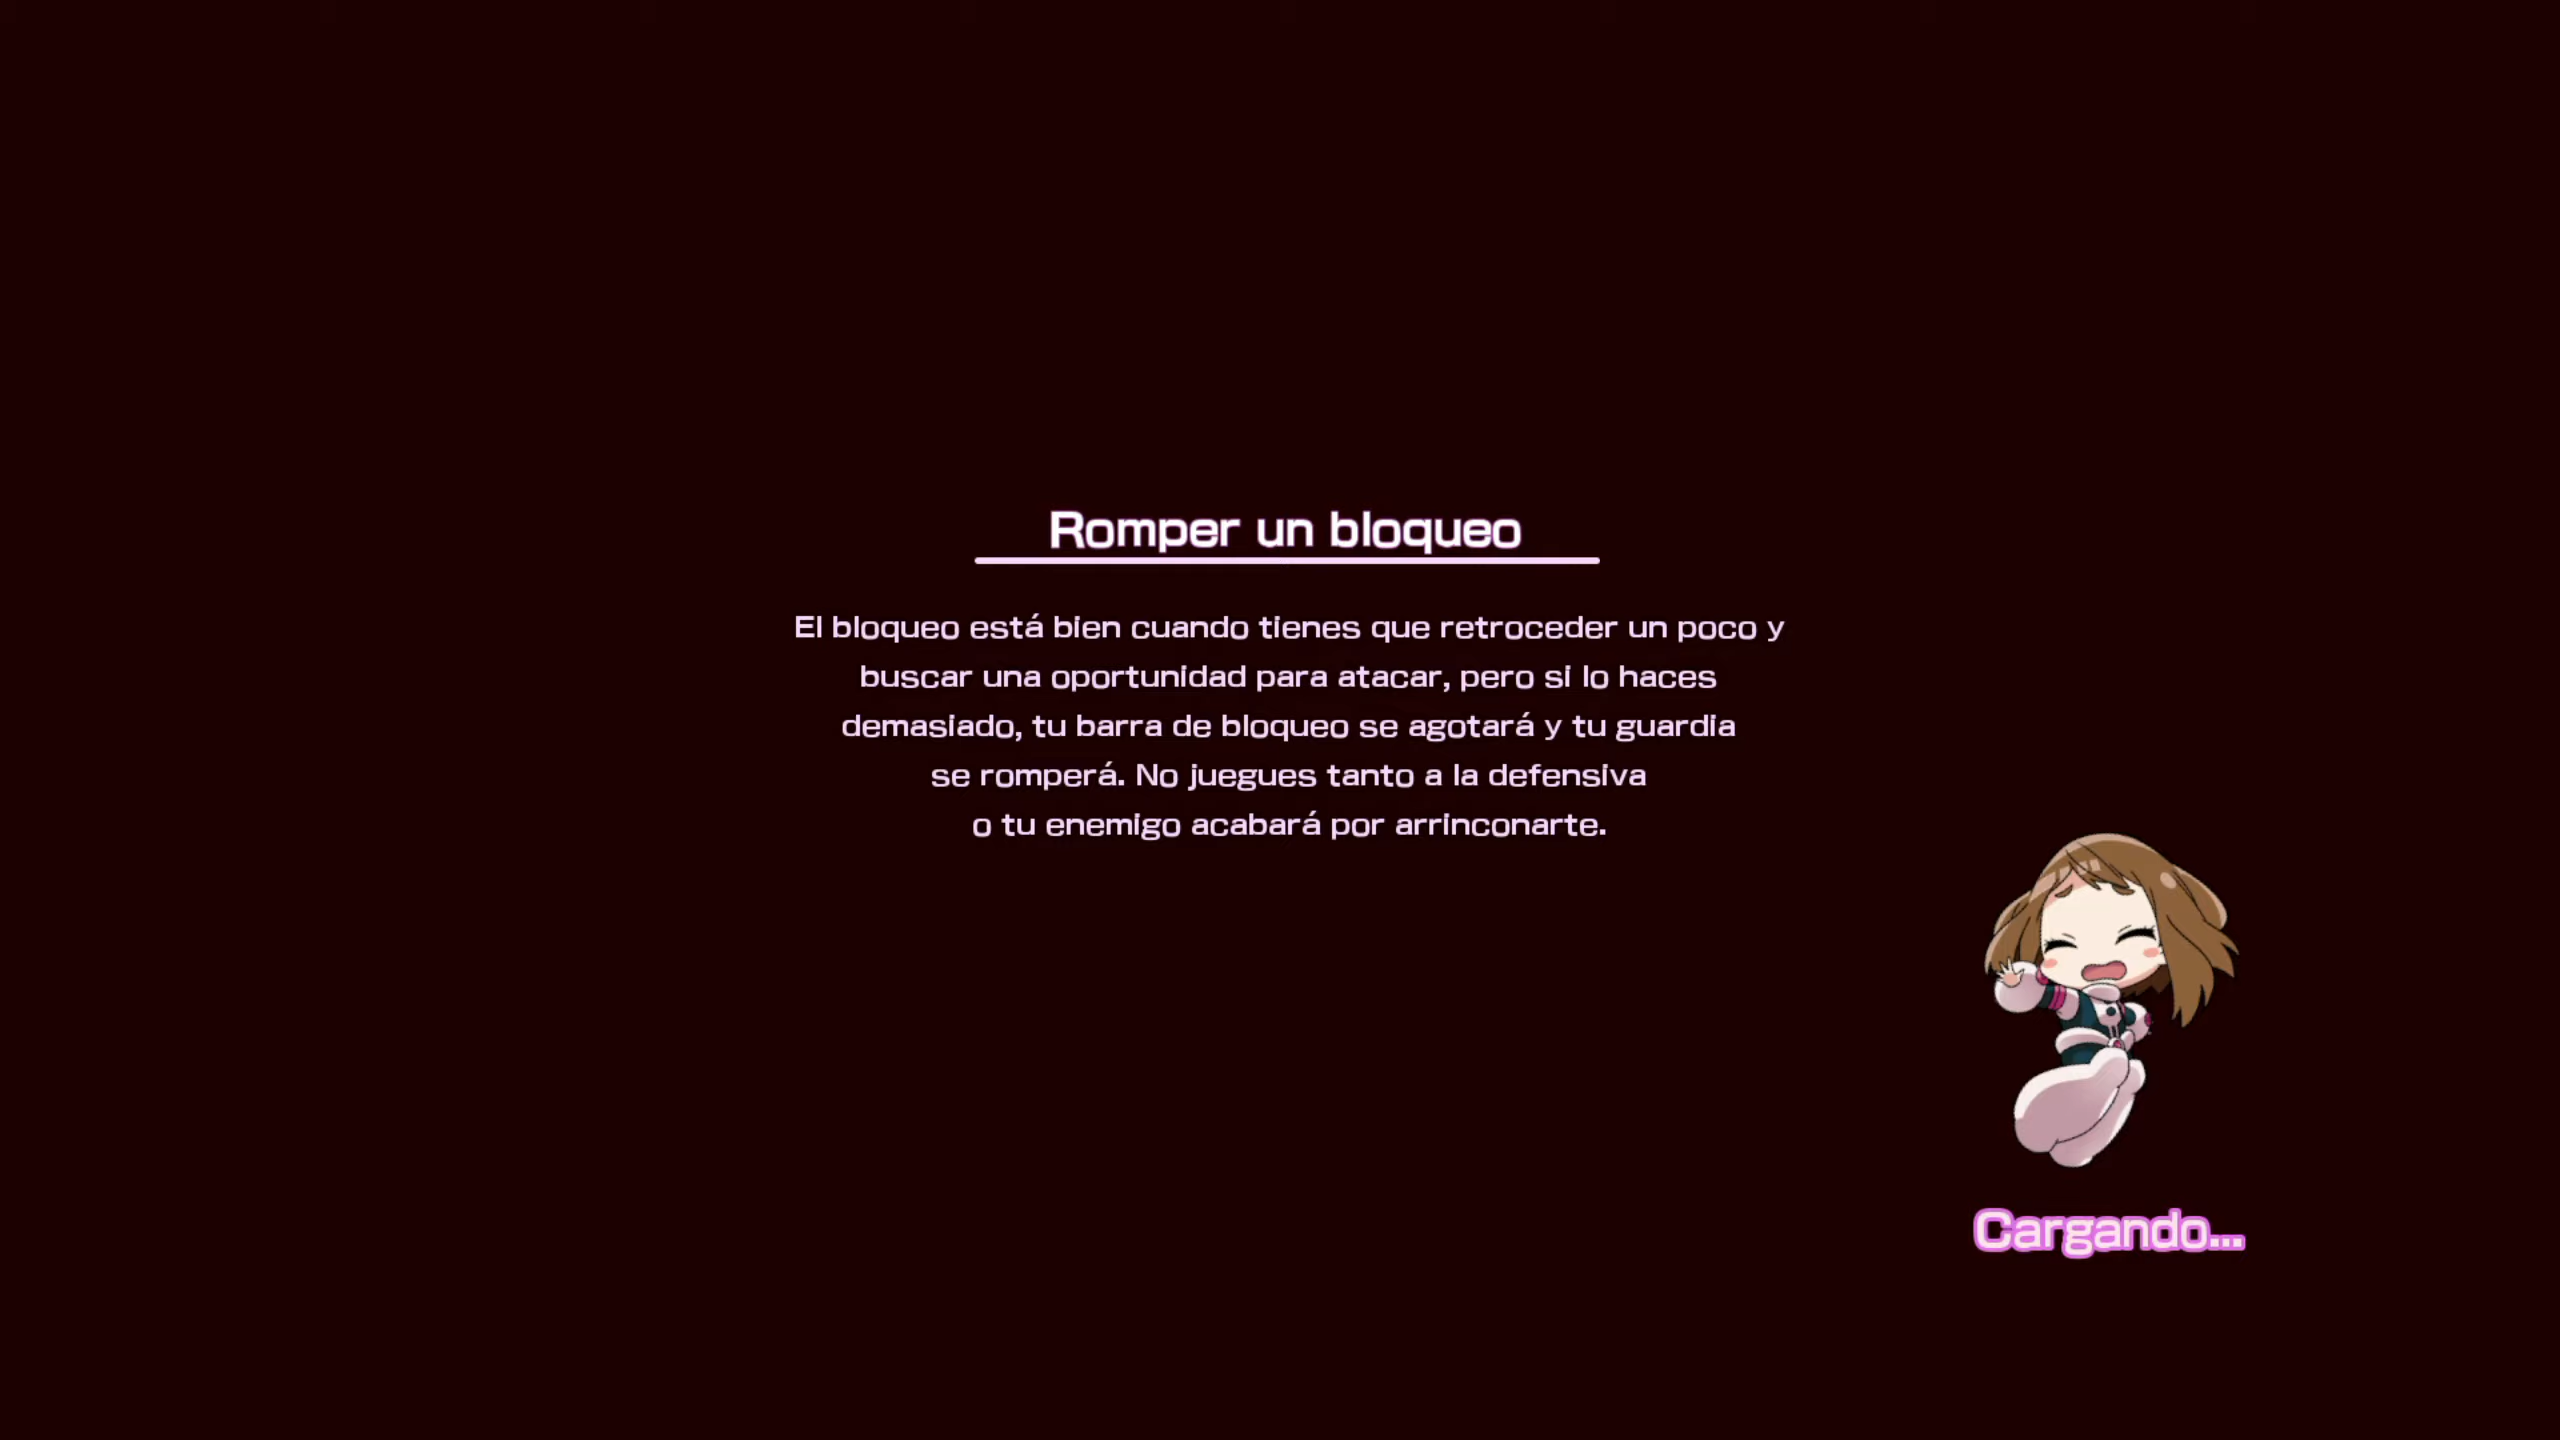 Romper un bloqueo
El bloqueo está bien cuando tienes que retroceder un poco y
buscar una oportunidad para atacar, pero si lo haces
demasiado, tu barra de bloqueo se agotará y tu guardia
se romperá. No juegues tanto a la defensiva
o tu enemigo acabará por arrinconarte.
Cargando...